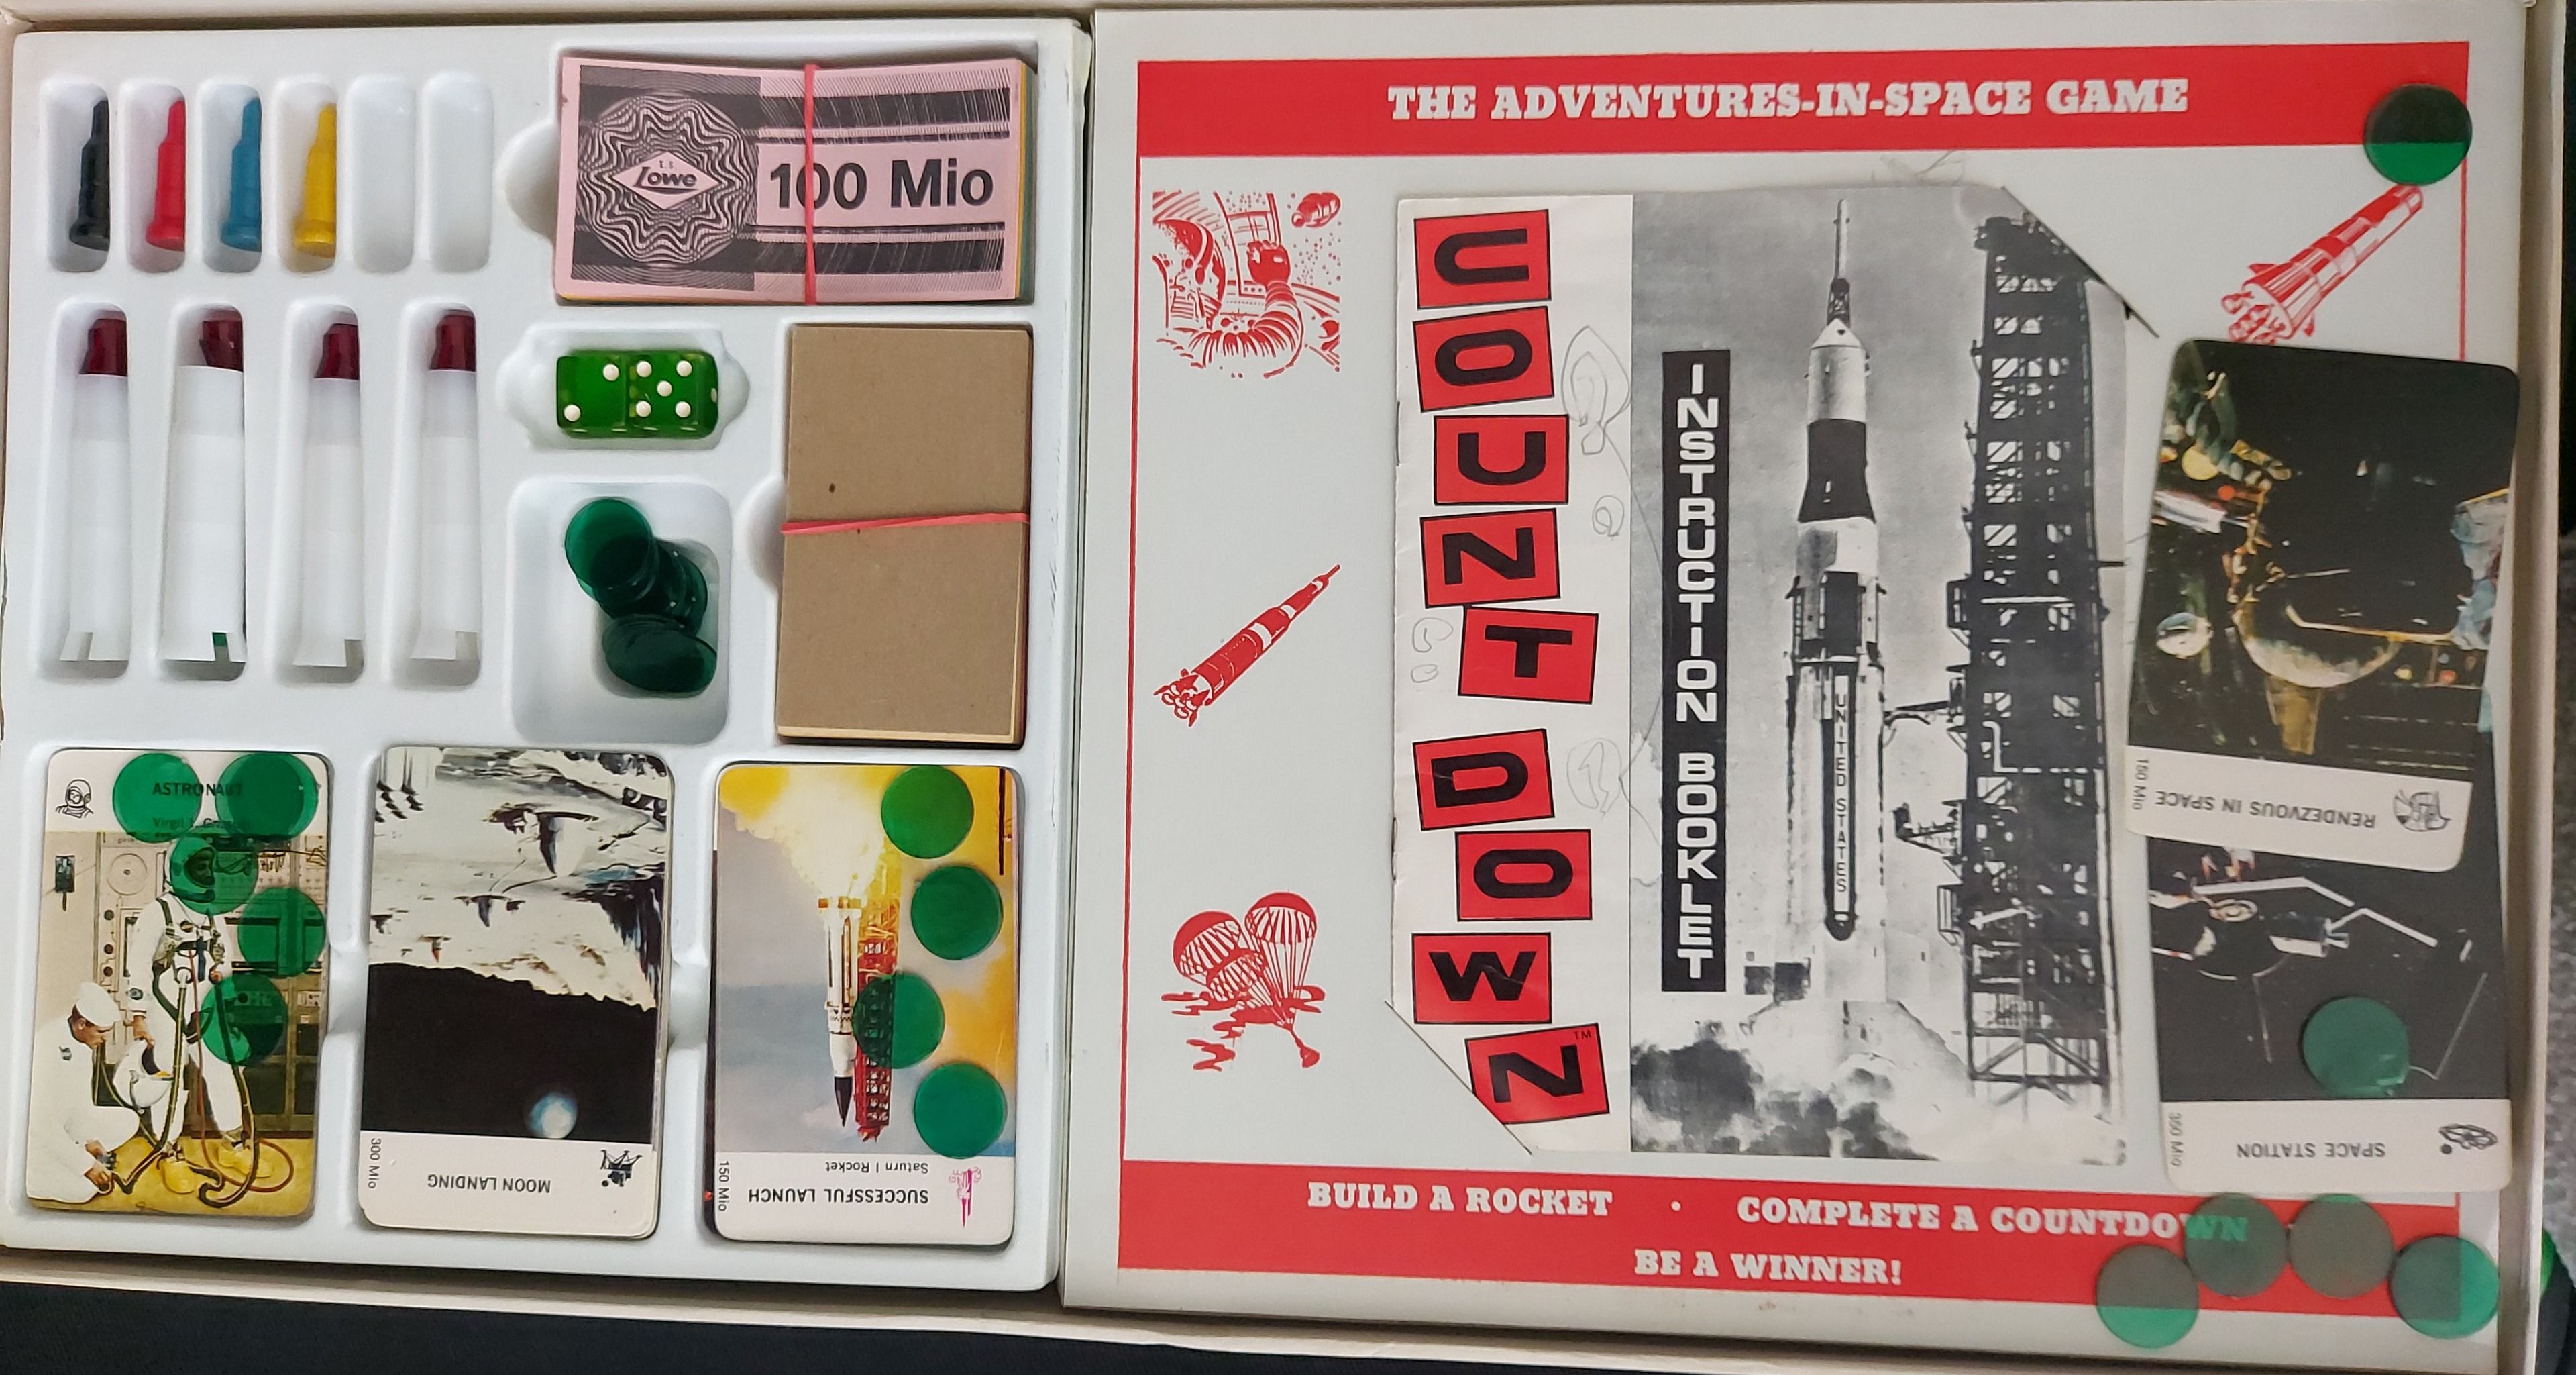 E.S.
Lowe
100 Mio
ASTRONAUT
MOON LANDING
300 Mio
SUCCESSFUL LAUNCH
Saturn I Rocket
150 Mio
THE ADVENTURES-IN-SPACE GAME
COUNT DOWN™
INSTRUCTION BOOKLET
UNITED STATES
RENDEZVOUS IN SPACE
150 Mio
SPACE STATION
350 Mio
BUILD A ROCKET • COMPLETE A COUNTDOWN
BE A WINNER!